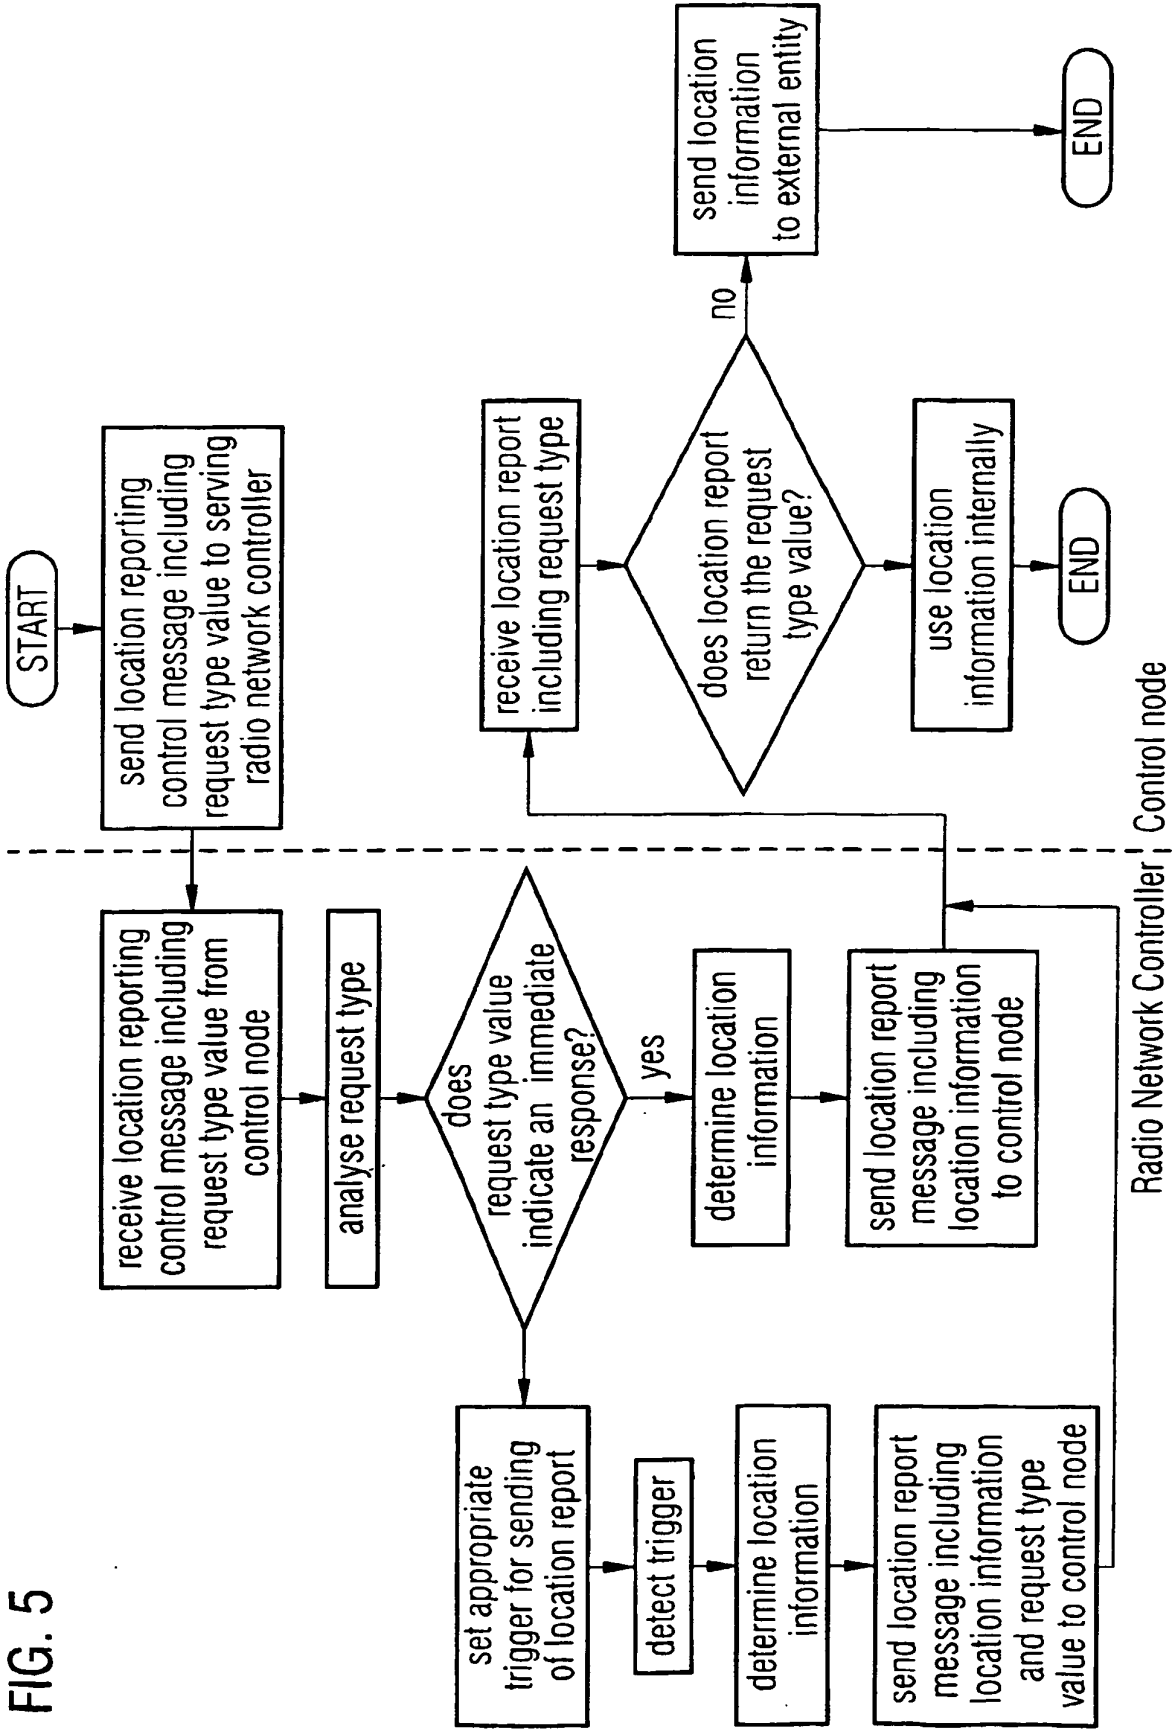 FIG. 5
START
send location reporting
control message including
request type value to serving
radio network controller
receive location reporting
control message including
request type value from
control node
analyse request type
does
request type value
indicate an immediate
response?
yes
determine location
information
send location report
message including
location information
to control node
set appropriate
trigger for sending
of location report
detect trigger
determine location
information
send location report
message including
location information
and request type
value to control node
receive location report
including request type
does location report
return the request
type value?
no
send location
information
to external entity
END
use location
information internally
END
Radio Network Controller
Control node